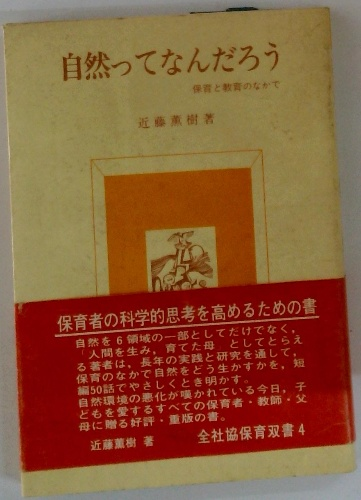 自然ってなんだろう
保育と教育のなかで
近藤薫樹著
保育者の科学的思考を高めるための書
自然を6領域の一部としてだけでなく，
「人間を生み，育てた母」としてとらえ
る著者は，長年の実践と研究を通して，
保育のなかで自然をどう生かすかを，短
編50話でやさしくとき明かす。
自然環境の悪化が嘆かれている今日，子
どもを愛するすべての保育者・教師・父
母に贈る好評・重版の書。
近藤薫樹 著
全社協保育双書4